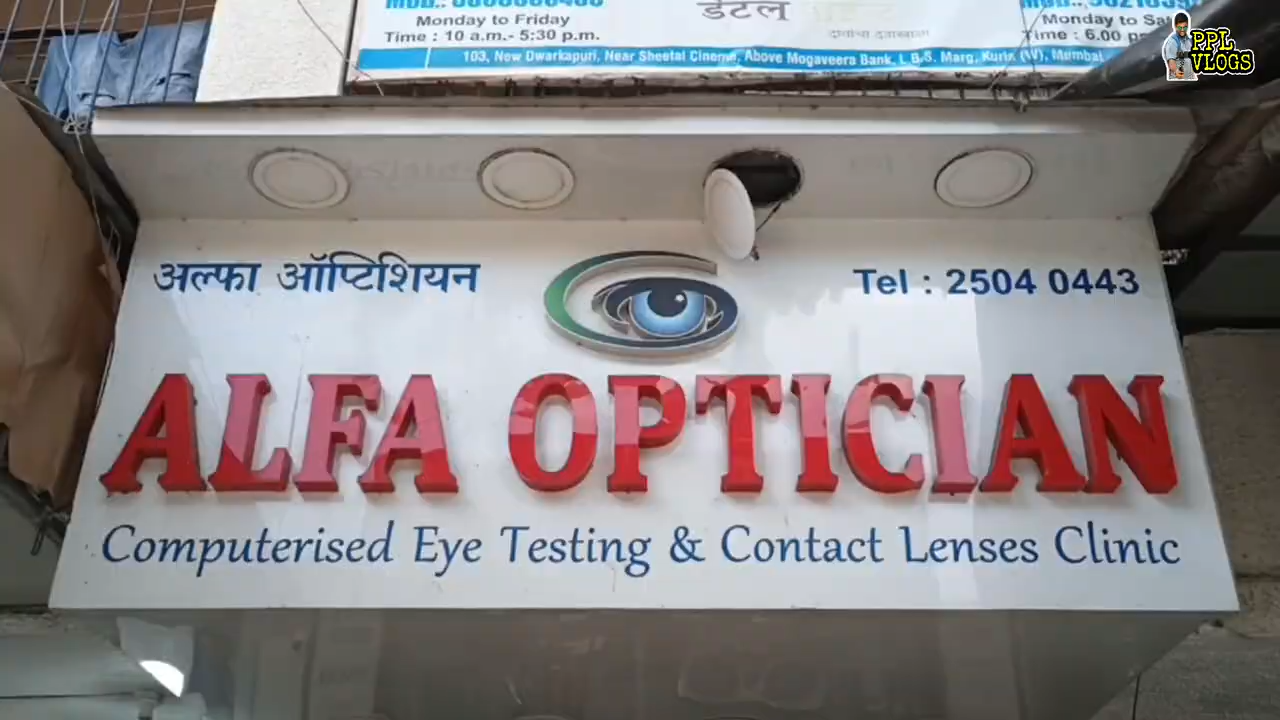 Monday to Friday
Time : 10 a.m.- 5:30 p.m.
डेंटल
Monday to
Time : 6.00
103, New Dwarkapuri, Near Sheetal Cinema, Above Mogaveera Bank, L.B.S. Marg, Kurla (W), Mumbai
PPL
VLOGS
अल्फा ऑप्टिशियन
Tel : 2504 0443
ALFA OPTICIAN
Computerised Eye Testing & Contact Lenses Clinic